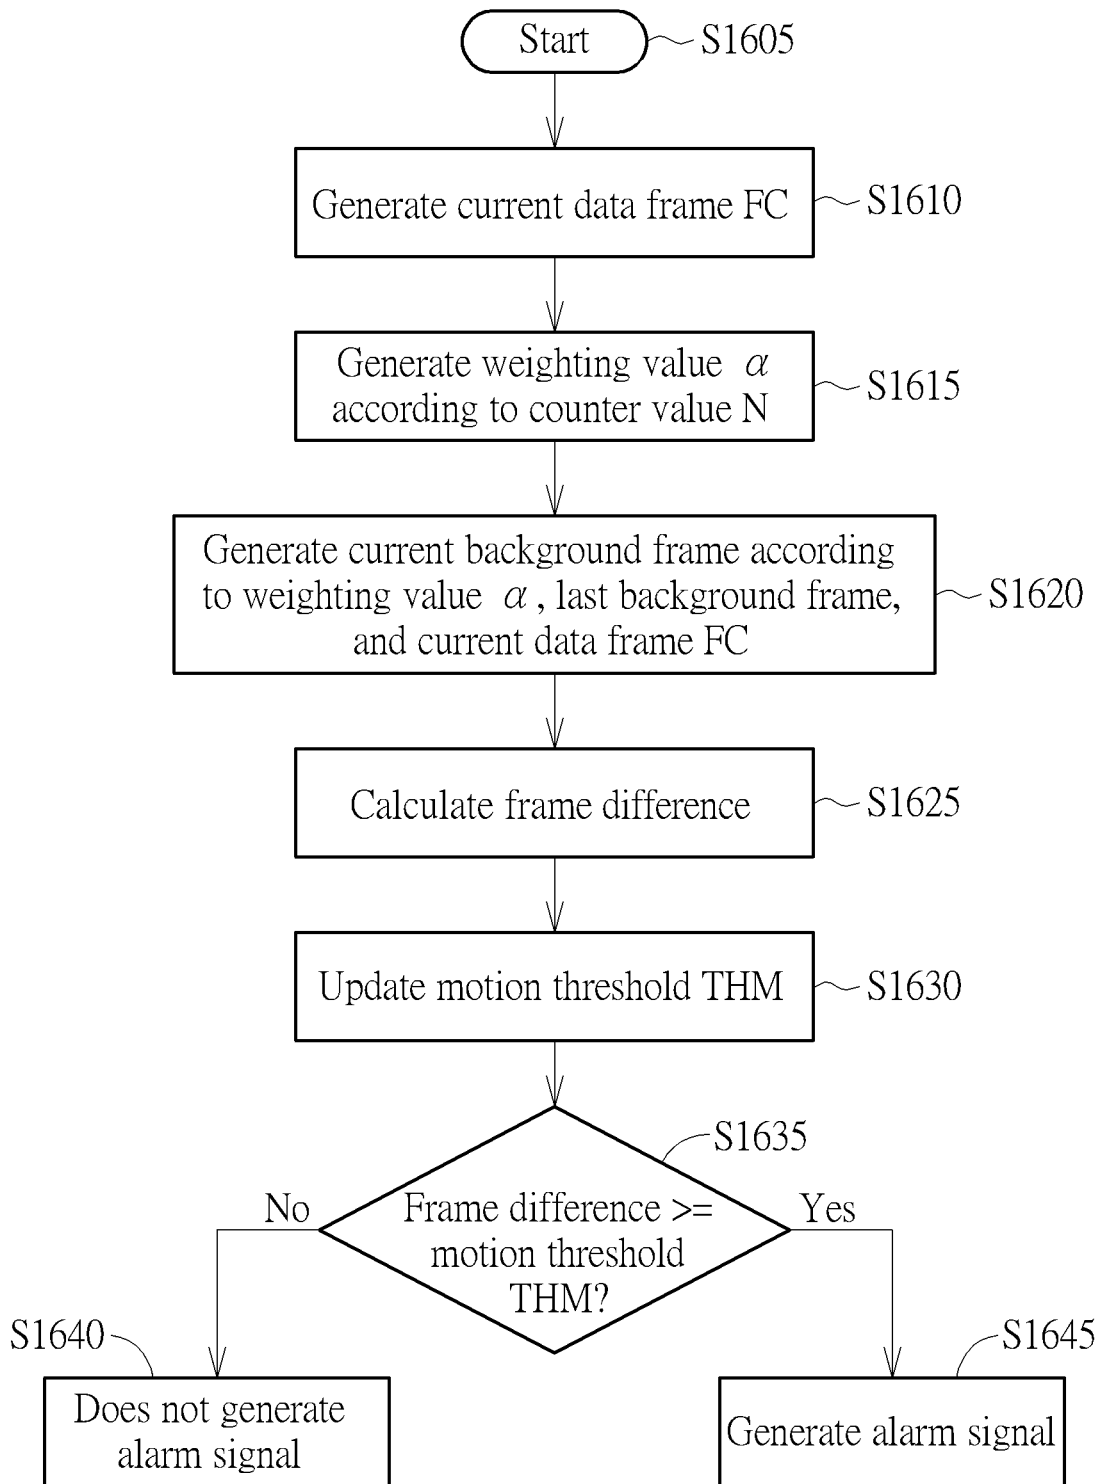 Start
S1605
Generate current data frame FC
S1610
Generate weighting value α
according to counter value N
S1615
Generate current background frame according
to weighting value α, last background frame,
and current data frame FC
S1620
Calculate frame difference
S1625
Update motion threshold THM
S1630
S1635
Frame difference >=
motion threshold
THM?
No
Yes
S1640
Does not generate
alarm signal
S1645
Generate alarm signal